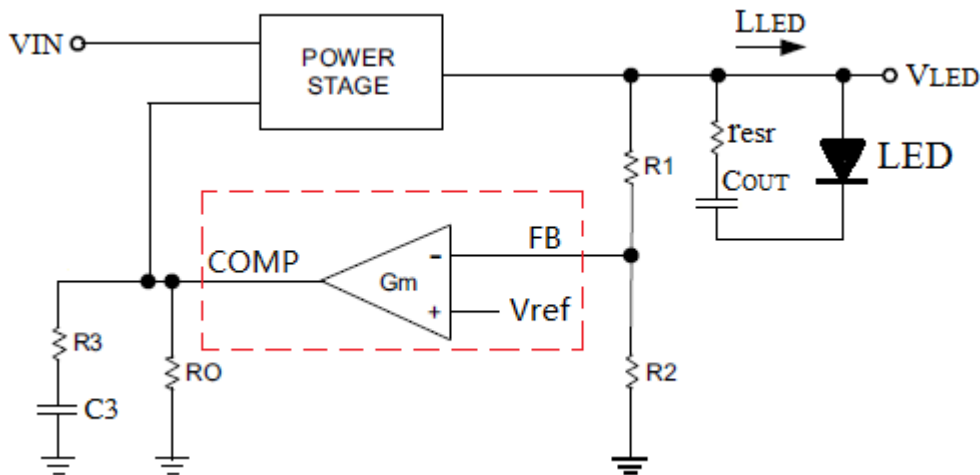 LLED
VIN
POWER
STAGE
VLED
resr
R1
COUT
LED
FB
COMP
-
Gm
+
Vref
R3
RO
R2
C3